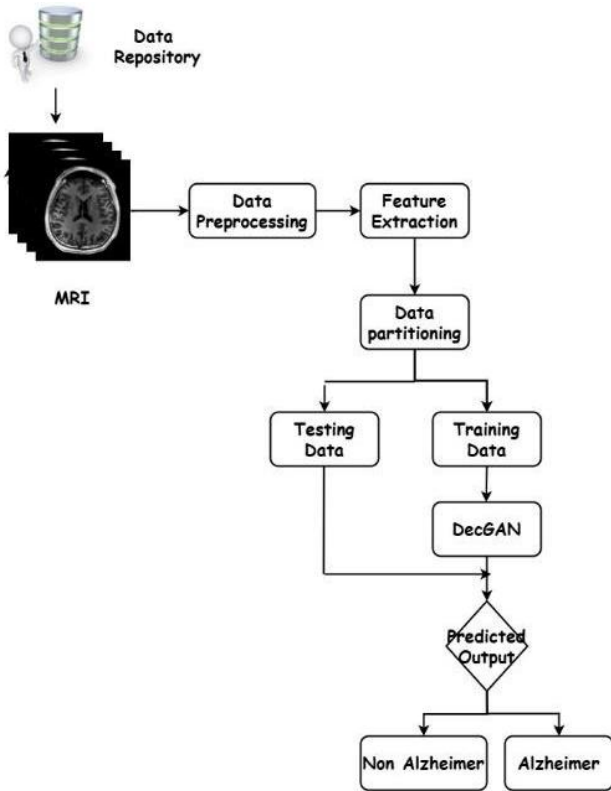 Data
Repository
Data
Preprocessing
Feature
Extraction
MRI
Data
partitioning
Testing
Data
Training
Data
DecGAN
Predicted
Output
Non Alzheimer
Alzheimer